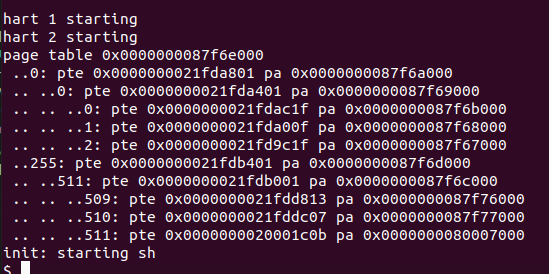 hart 1 starting
hart 2 starting
page table 0x0000000087f6e000
..0: pte 0x0000000021fda801 pa 0x0000000087f6a000
.. ..0: pte 0x0000000021fda401 pa 0x0000000087f69000
.. .. ..0: pte 0x0000000021fdac1f pa 0x0000000087f6b000
.. .. ..1: pte 0x0000000021fda00f pa 0x0000000087f68000
.. .. ..2: pte 0x0000000021fd9c1f pa 0x0000000087f67000
..255: pte 0x0000000021fdb401 pa 0x0000000087f6d000
.. ..511: pte 0x0000000021fdb001 pa 0x0000000087f6c000
.. .. ..509: pte 0x0000000021fdd813 pa 0x0000000087f76000
.. .. ..510: pte 0x0000000021fddc07 pa 0x0000000087f77000
.. .. ..511: pte 0x0000000020001c0b pa 0x0000000080007000
init: starting sh
$